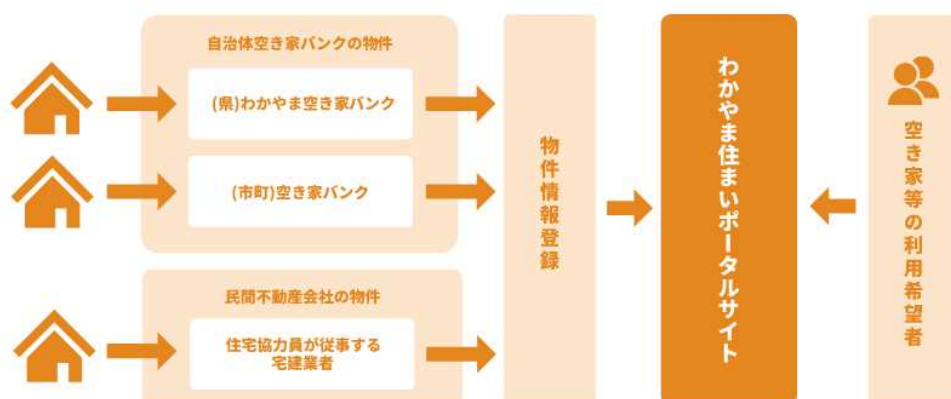 自治体空き家バンクの物件
(県)わかやま空き家バンク
(市町)空き家バンク
民間不動産会社の物件
住宅協力員が従事する
宅建業者
物件情報登録
わかやま住まいポータルサイト
空き家等の利用希望者